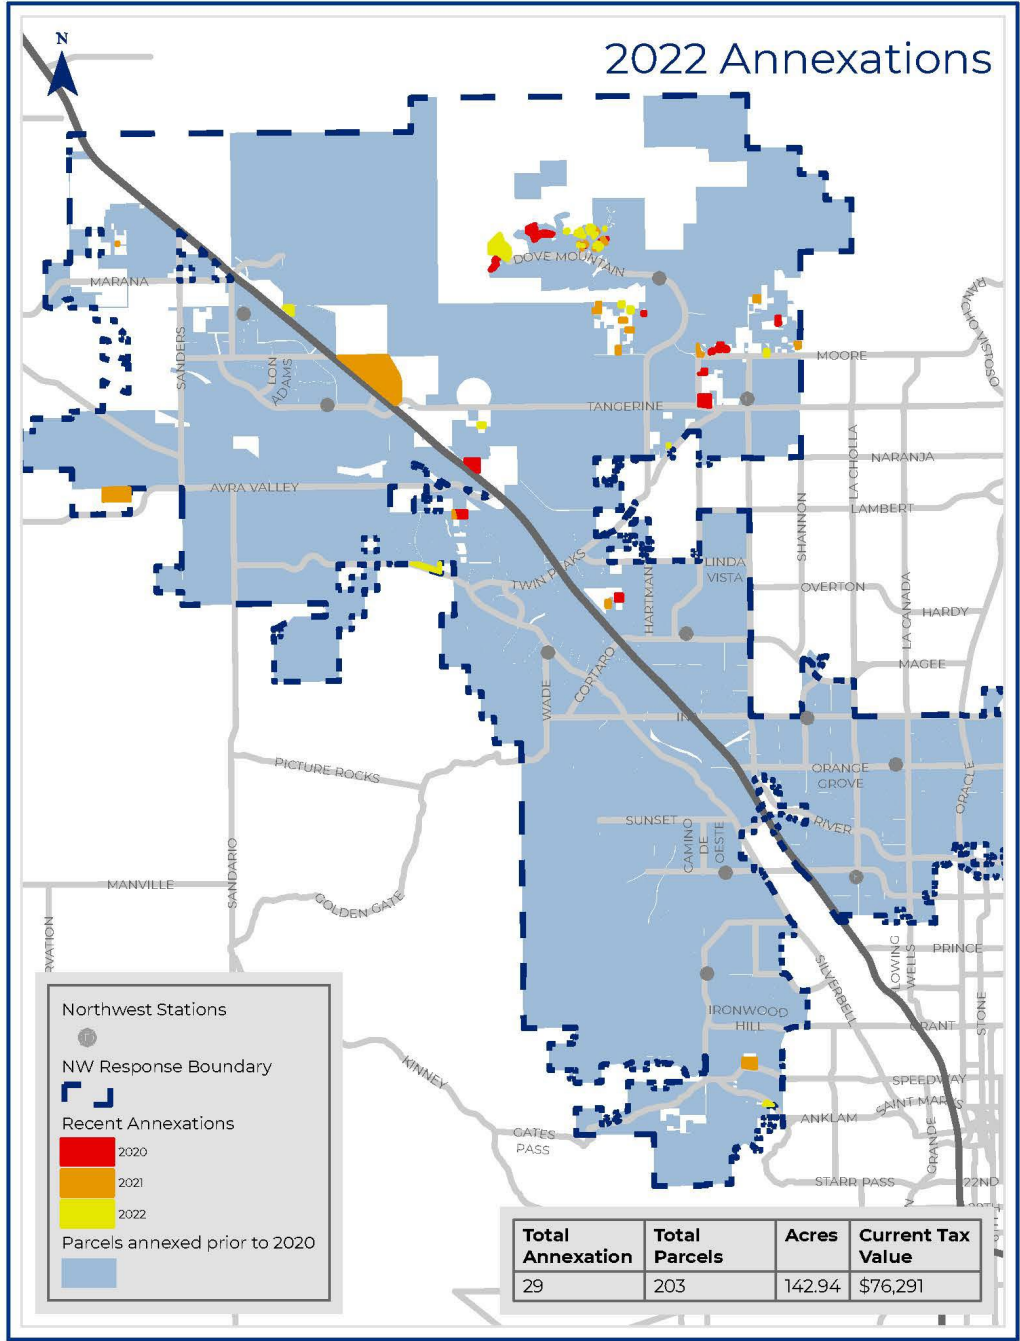 N
2022 Annexations
DOVE MOUNTAIN
MARANA
RANCHO VISTOSO
SANDERS
LON
ADAMS
MOORE
TANGERINE
LA CHOLLA
NARANJA
AVRA VALLEY
LAMBERT
SHANNON
TWIN PEAKS
LINDA
VISTA
HARTMAN
OVERTON
LA CANADA
HARDY
MAGEE
CORTARO
WADE
INA
PICTURE ROCKS
ORANGE
GROVE
ORACLE
SUNSET
CAMINO
DE
OESTE
RIVER
SANDARIO
MANVILLE
GOLDEN GATE
RVATION
LOWING
WELLS
PRINCE
SILVERBELL
STONE
IRONWOOD
HILL
GRANT
KINNEY
SPEEDWAY
SAINT MARY'S
ANKLAM
GRANDE
GATES
PASS
STARR PASS
22ND
Northwest Stations
NW Response Boundary
Recent Annexations
2020
2021
2022
Parcels annexed prior to 2020
Total Annexation
Total Parcels
Acres
Current Tax Value
29
203
142.94
$76,291